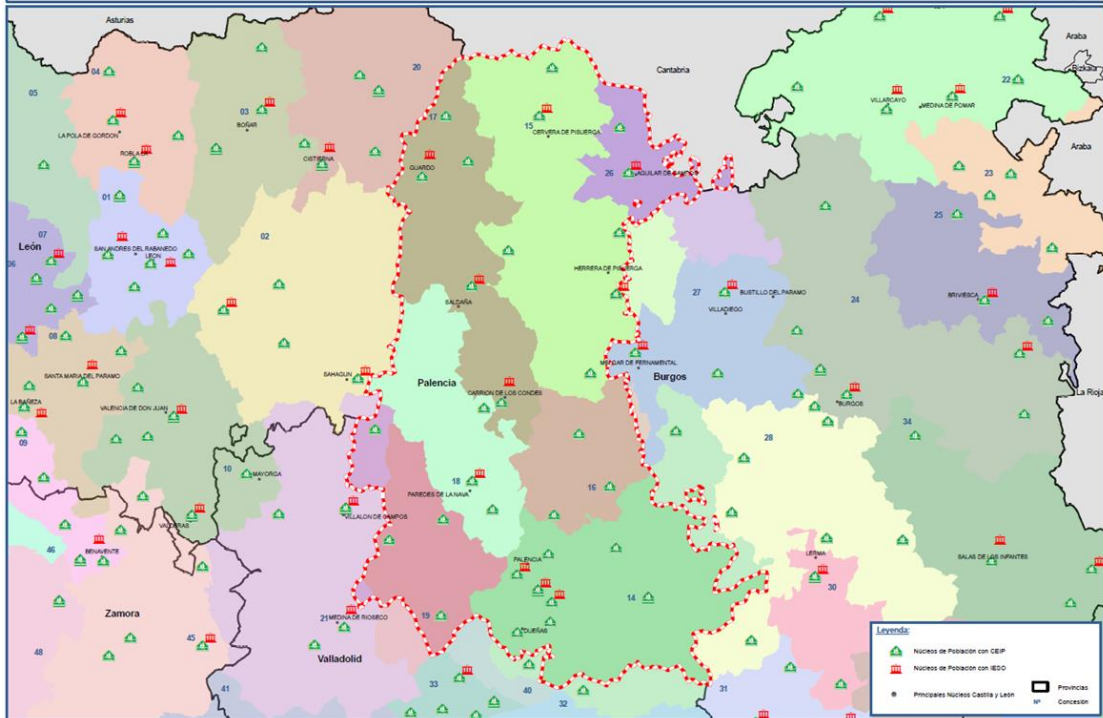 Asturias
Cantabria
Araba
Bizkaia
Araba
22
04
20
05
03
17
15
VILLARCAYO
MEDINA DE POMAR
LA POLA DE GORDON
BOÑAR
CERVERA DE PISUERGA
CISTIERNA
GUARDO
26
AGUILAR DE CAMPOO
23
01
25
07
02
León
SAN ANDRES DEL RABANEDO
LEON
06
HERRERA DE PISUERGA
27
BUSTILLO DEL PARAMO
24
VILLADIEGO
BRIVIESCA
SALDAÑA
08
SANTA MARIA DEL PARAMO
SAHAGUN
Palencia
Burgos
LA BAÑEZA
VALENCIA DE DON JUAN
CARRION DE LOS CONDES
BURGOS
La Rioja
34
28
09
10
MAYORGA
18
PAREDES DE LA NAVA
16
VILLALON DE CAMPOS
VALDERAS
46
BENAVENTE
PALENCIA
LERMA
SALAS DE LOS INFANTES
30
14
Zamora
MEDINA DE RIOSECO
21
19
DUEÑAS
45
48
Valladolid
33
40
32
41
31
Leyenda:
Núcleos de Población con CEIP
Núcleos de Población con IESO
Principales Núcleos Castilla y León
Provincias
Nº
Concesión